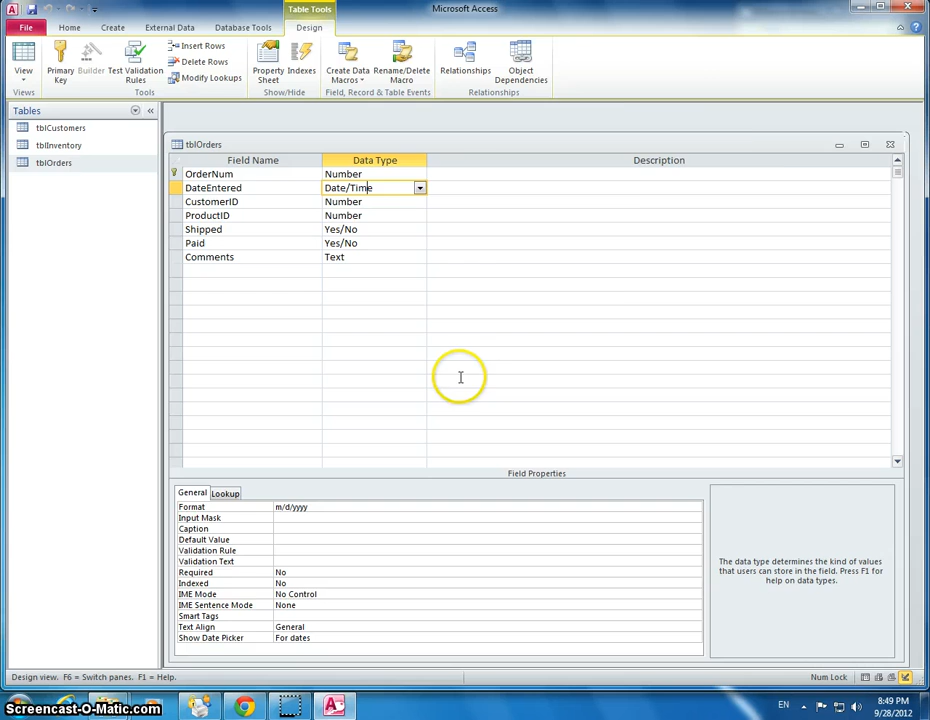 Table Tools
Microsoft Access
File Home Create External Data Database Tools Design
View
Primary Key
Builder
Test Validation Rules
Insert Rows
Delete Rows
Modify Lookups
Property Sheet
Indexes
Create Data Macros
Rename/Delete Macro
Relationships
Object Dependencies
Views Tools Show/Hide Field, Record & Table Events Relationships
Tables
tblCustomers
tblInventory
tblOrders
tblOrders
Field Name Data Type Description
OrderNum Number
DateEntered Date/Time
CustomerID Number
ProductID Number
Shipped Yes/No
Paid Yes/No
Comments Text
Field Properties
General Lookup
Format m/d/yyyy
Input Mask
Caption
Default Value
Validation Rule
Validation Text
Required No
Indexed No
IME Mode No Control
IME Sentence Mode None
Smart Tags
Text Align General
Show Date Picker For dates
The data type determines the kind of values
that users can store in the field. Press F1 for
help on data types.
Design view. F6 = Switch panes. F1 = Help. Num Lock
EN 8:49 PM
9/28/2012
Screencast-O-Matic.com